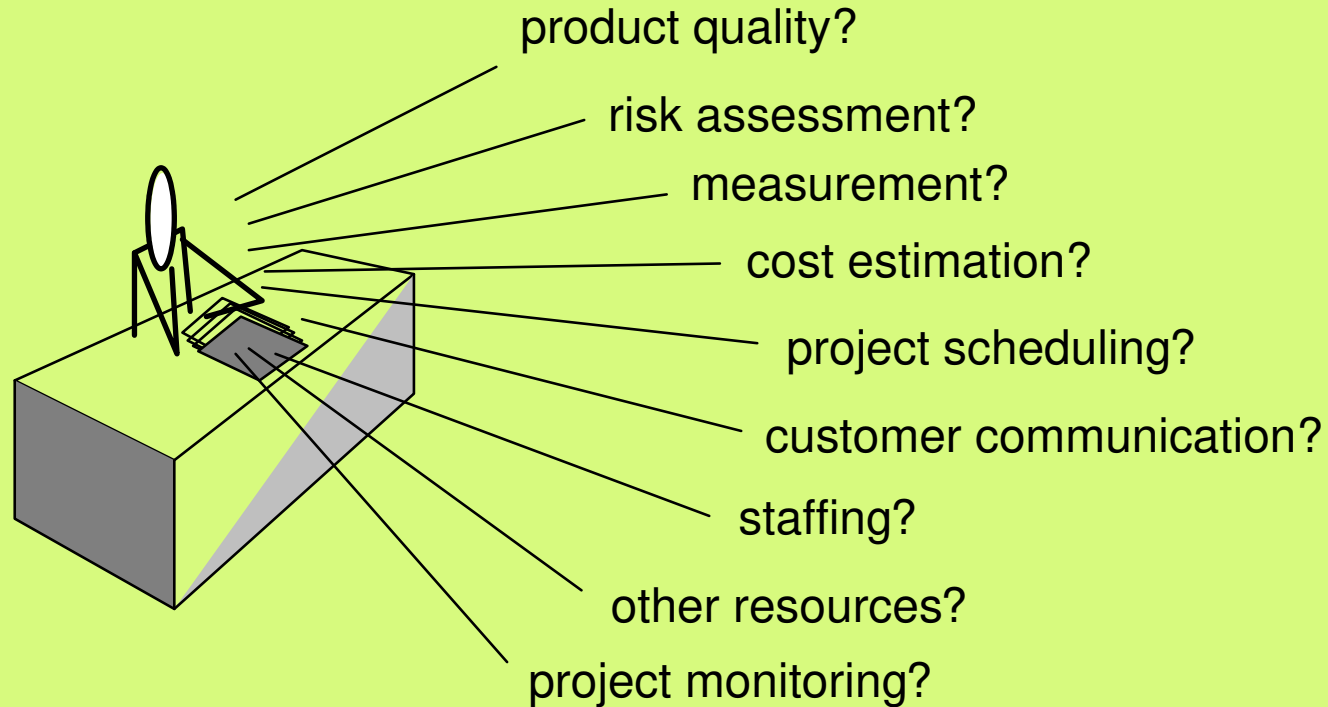 product quality?
risk assessment?
measurement?
cost estimation?
project scheduling?
customer communication?
staffing?
other resources?
project monitoring?